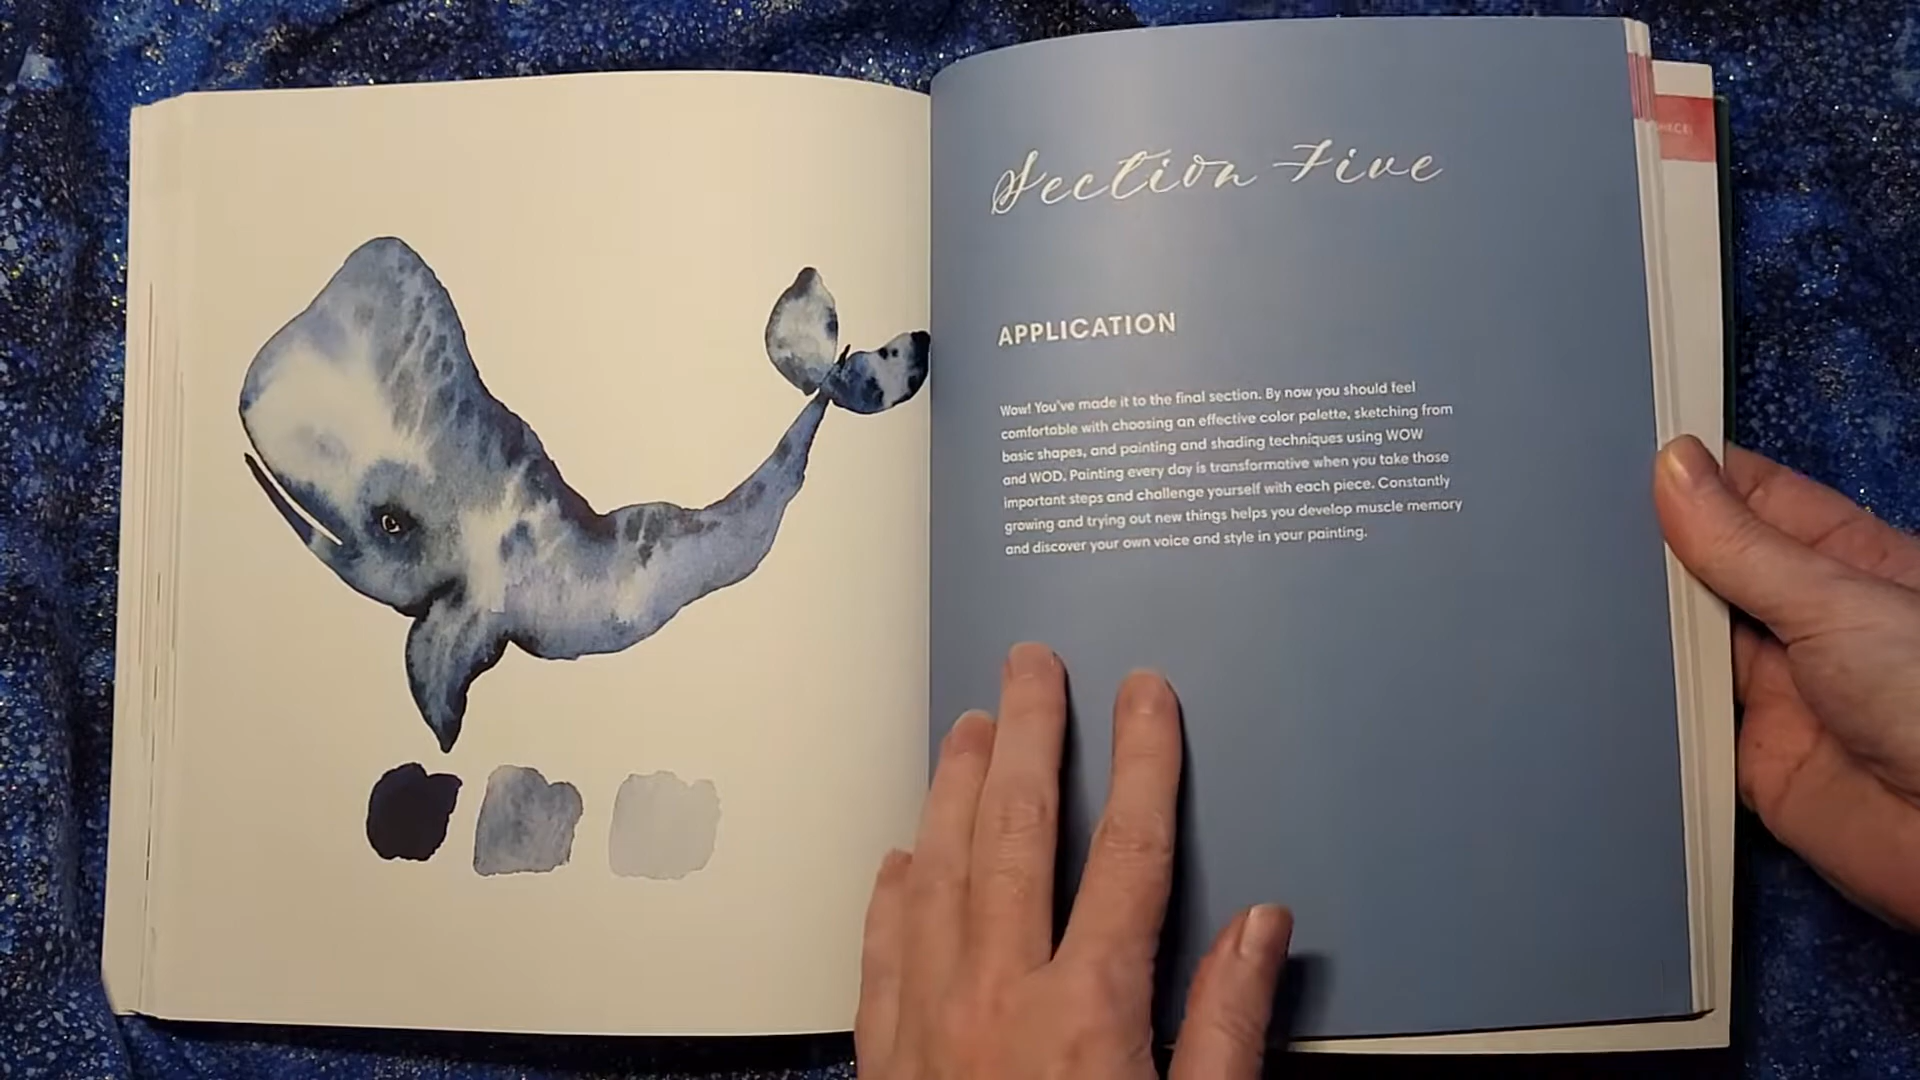 Section Five
APPLICATION
Wow! You've made it to the final section. By now you should feel
comfortable with choosing an effective color palette, sketching from
basic shapes, and painting and shading techniques using WOW
and WOD. Painting every day is transformative when you take those
important steps and challenge yourself with each piece. Constantly
growing and trying out new things helps you develop muscle memory
and discover your own voice and style in your painting.